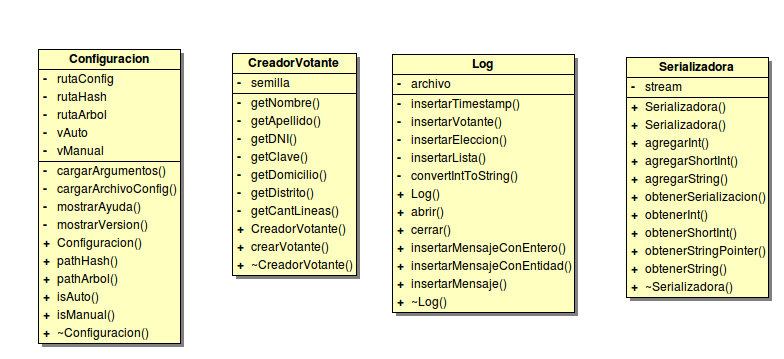 Configuracion
- rutaConfig
- rutaHash
- rutaArbol
- vAuto
- vManual
- cargarArgumentos()
- cargarArchivoConfig()
- mostrarAyuda()
- mostrarVersion()
+ Configuracion()
+ pathHash()
+ pathArbol()
+ isAuto()
+ isManual()
+ ~Configuracion()
CreadorVotante
- semilla
- getNombre()
- getApellido()
- getDNI()
- getClave()
- getDomicilio()
- getDistrito()
- getCantLineas()
+ CreadorVotante()
+ crearVotante()
+ ~CreadorVotante()
Log
- archivo
- insertarTimestamp()
- insertarVotante()
- insertarEleccion()
- insertarLista()
- convertIntToString()
+ Log()
+ abrir()
+ cerrar()
+ insertarMensajeConEntero()
+ insertarMensajeConEntidad()
+ insertarMensaje()
+ ~Log()
Serializadora
- stream
+ Serializadora()
+ Serializadora()
+ agregarInt()
+ agregarShortInt()
+ agregarString()
+ obtenerSerializacion()
+ obtenerInt()
+ obtenerShortInt()
+ obtenerStringPointer()
+ obtenerString()
+ ~Serializadora()